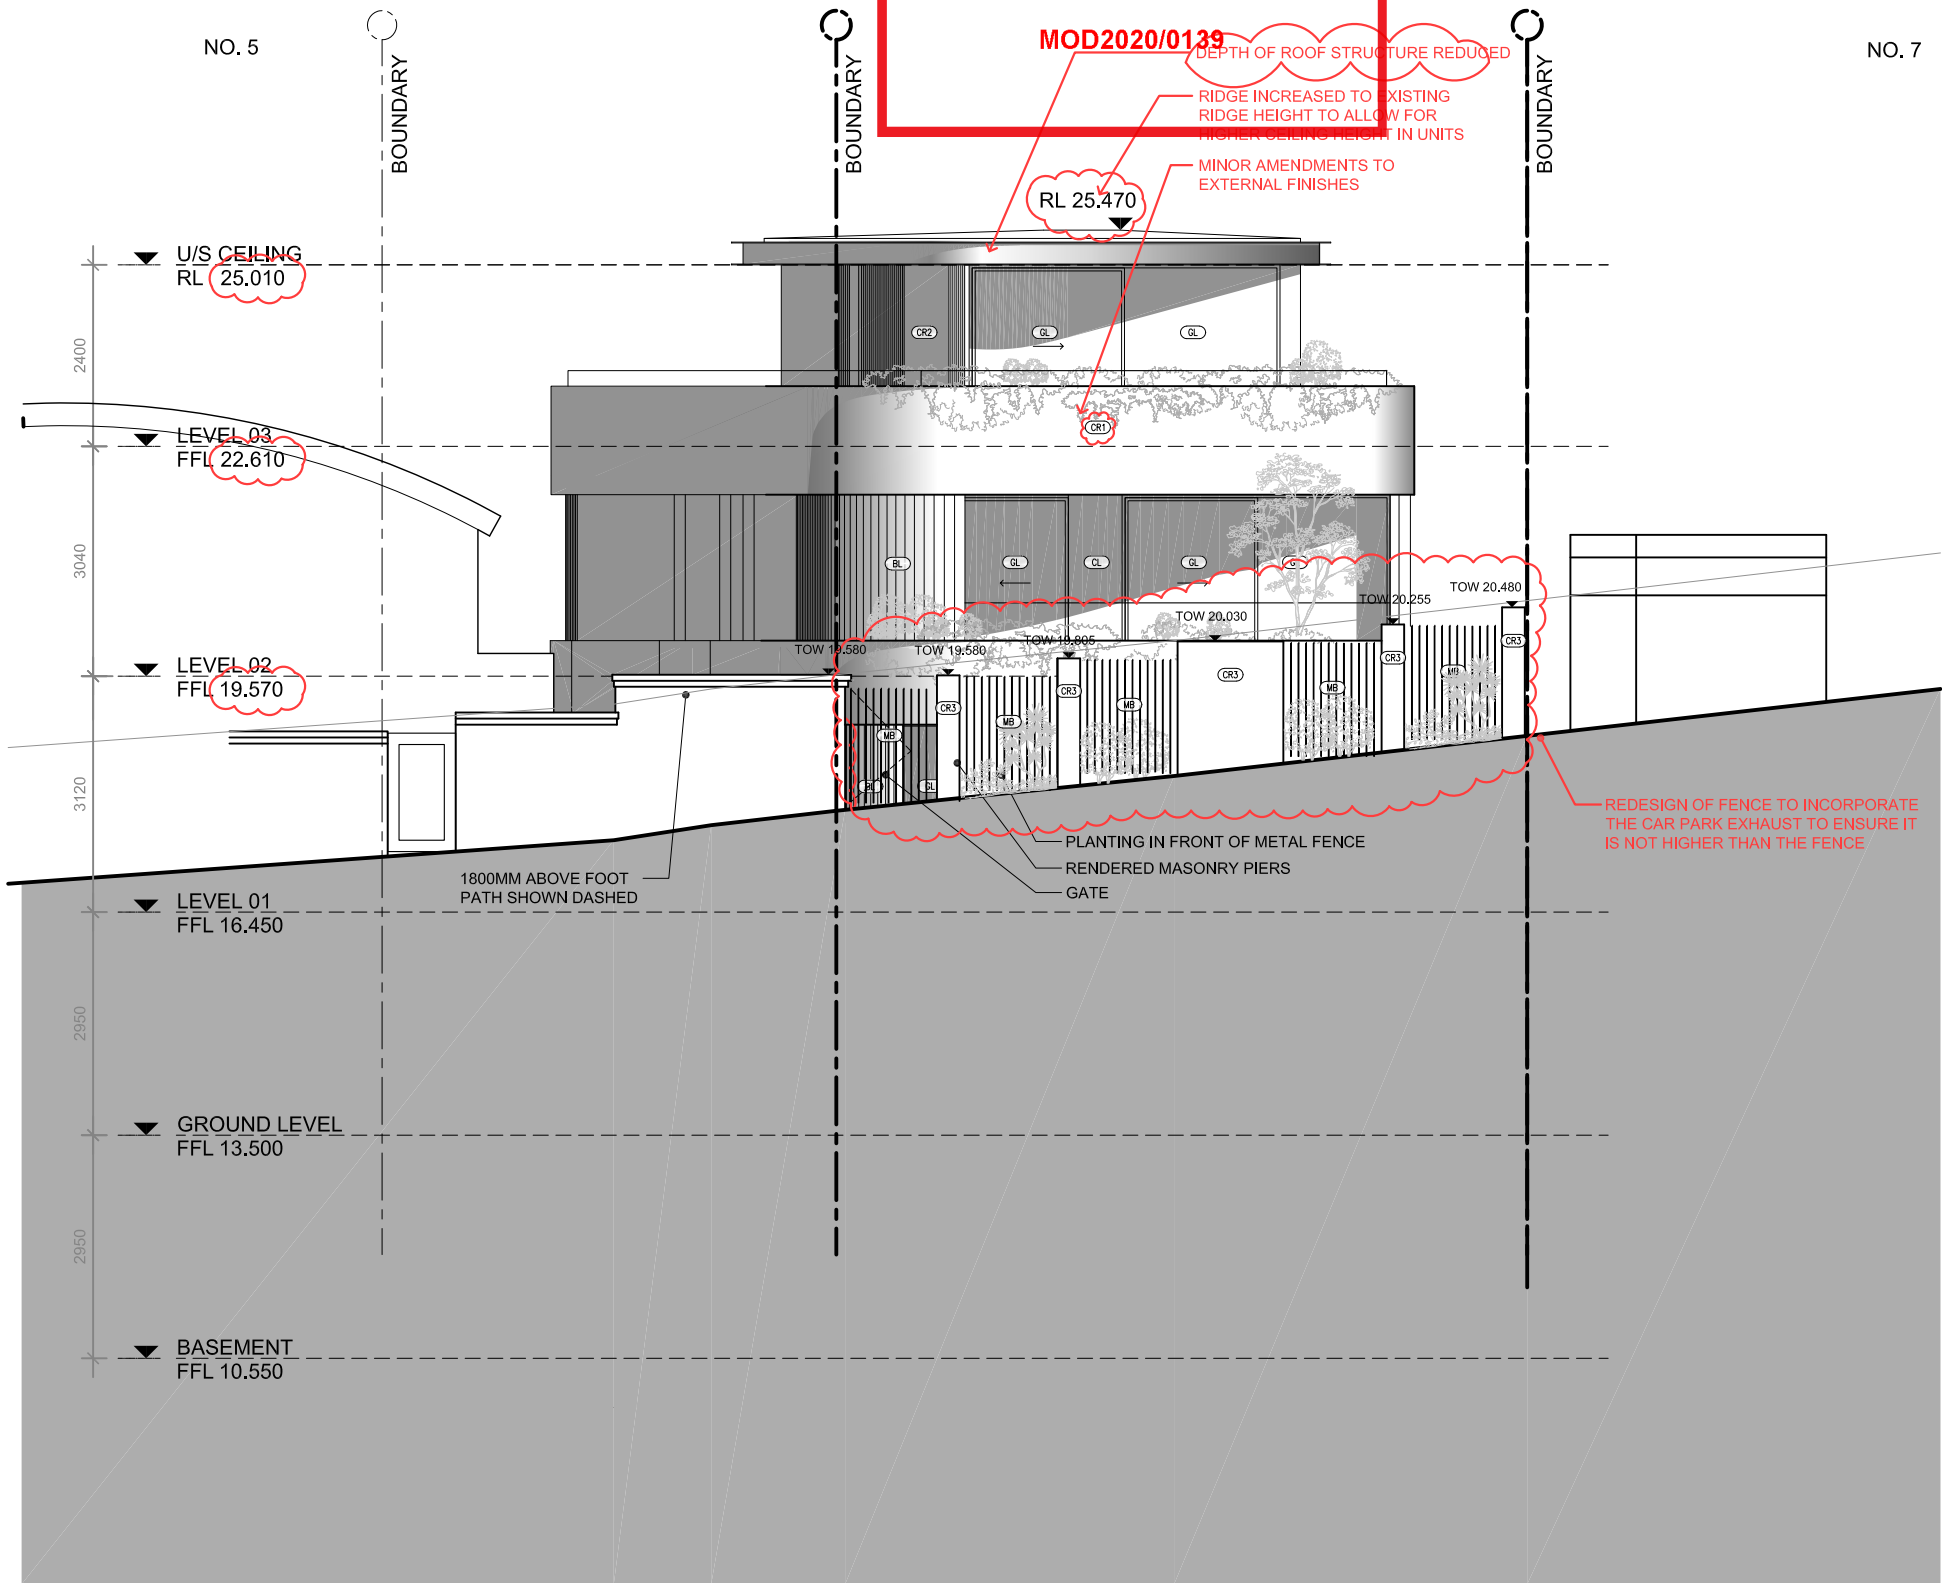 NO. 5
BOUNDARY
BOUNDARY
MOD2020/0139
DEPTH OF ROOF STRUCTURE REDUCED
BOUNDARY
NO. 7
RIDGE INCREASED TO EXISTING
RIDGE HEIGHT TO ALLOW FOR
HIGHER CEILING HEIGHT IN UNITS
MINOR AMENDMENTS TO
EXTERNAL FINISHES
RL 25.470
U/S CEILING
RL 25.010
CR2
GL
GL
2400
CR1
LEVEL 03
FFL 22.610
3040
BL
GL
CL
GL
TOW 20.480
TOW 20.255
TOW 20.030
TOW 19.805
TOW 19.580
TOW 19.580
LEVEL 02
FFL 19.570
CR3
CR3
CR3
CR3
CR3
MB
MB
MB
MB
MB
BL
GL
3120
REDESIGN OF FENCE TO INCORPORATE
THE CAR PARK EXHAUST TO ENSURE IT
IS NOT HIGHER THAN THE FENCE
PLANTING IN FRONT OF METAL FENCE
RENDERED MASONRY PIERS
GATE
1800MM ABOVE FOOT
PATH SHOWN DASHED
LEVEL 01
FFL 16.450
2950
GROUND LEVEL
FFL 13.500
2950
BASEMENT
FFL 10.550